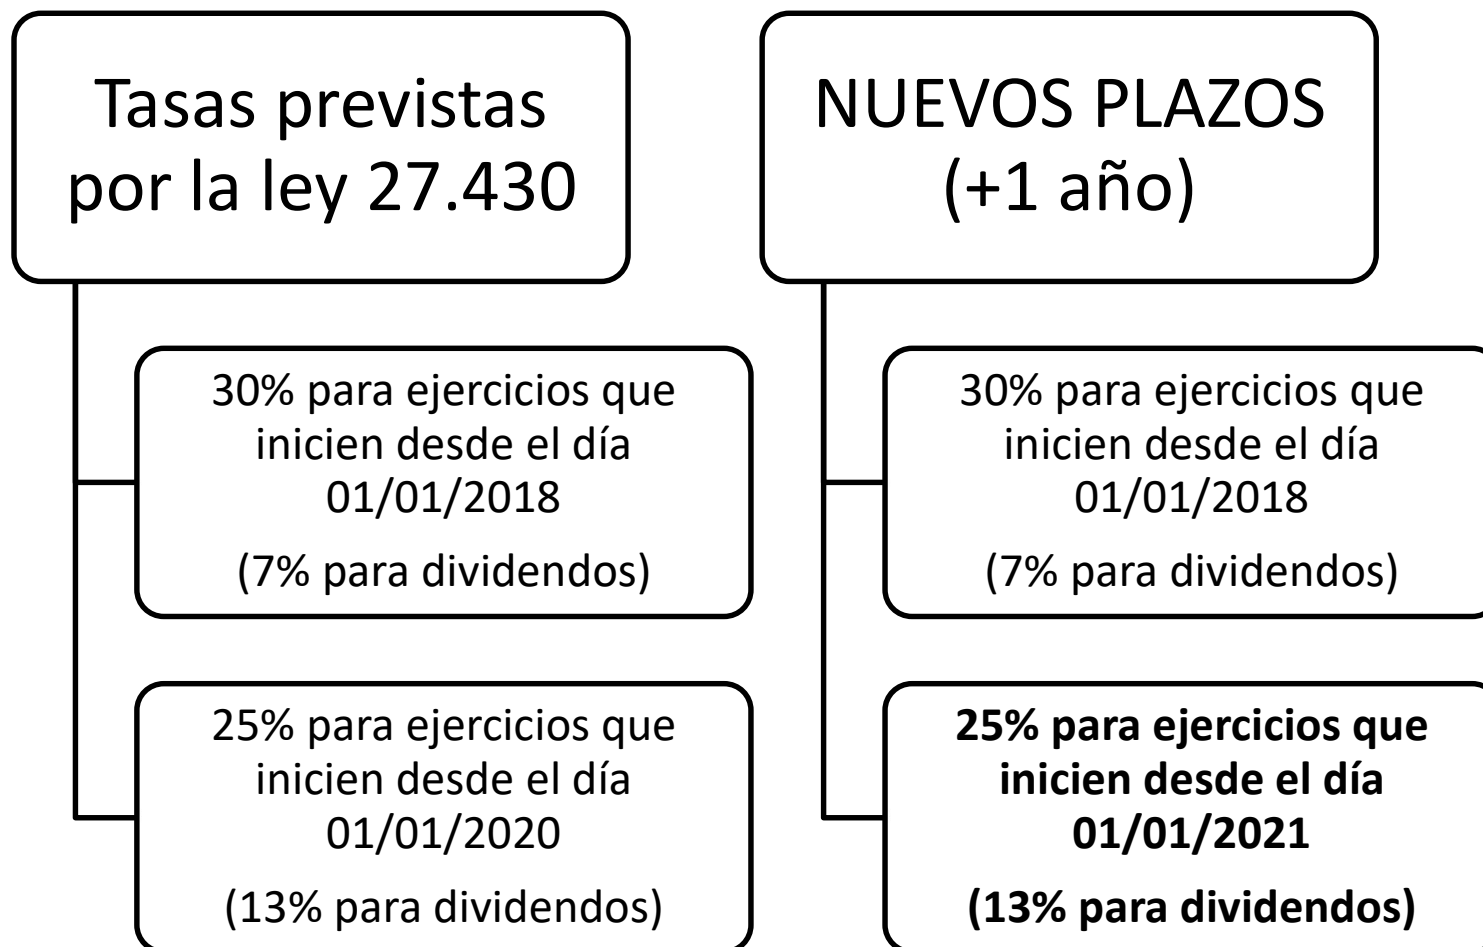 Tasas previstas
por la ley 27.430
30% para ejercicios que
inicien desde el día
01/01/2018
(7% para dividendos)
25% para ejercicios que
inicien desde el día
01/01/2020
(13% para dividendos)
NUEVOS PLAZOS
(+1 año)
30% para ejercicios que
inicien desde el día
01/01/2018
(7% para dividendos)
25% para ejercicios que
inicien desde el día
01/01/2021
(13% para dividendos)